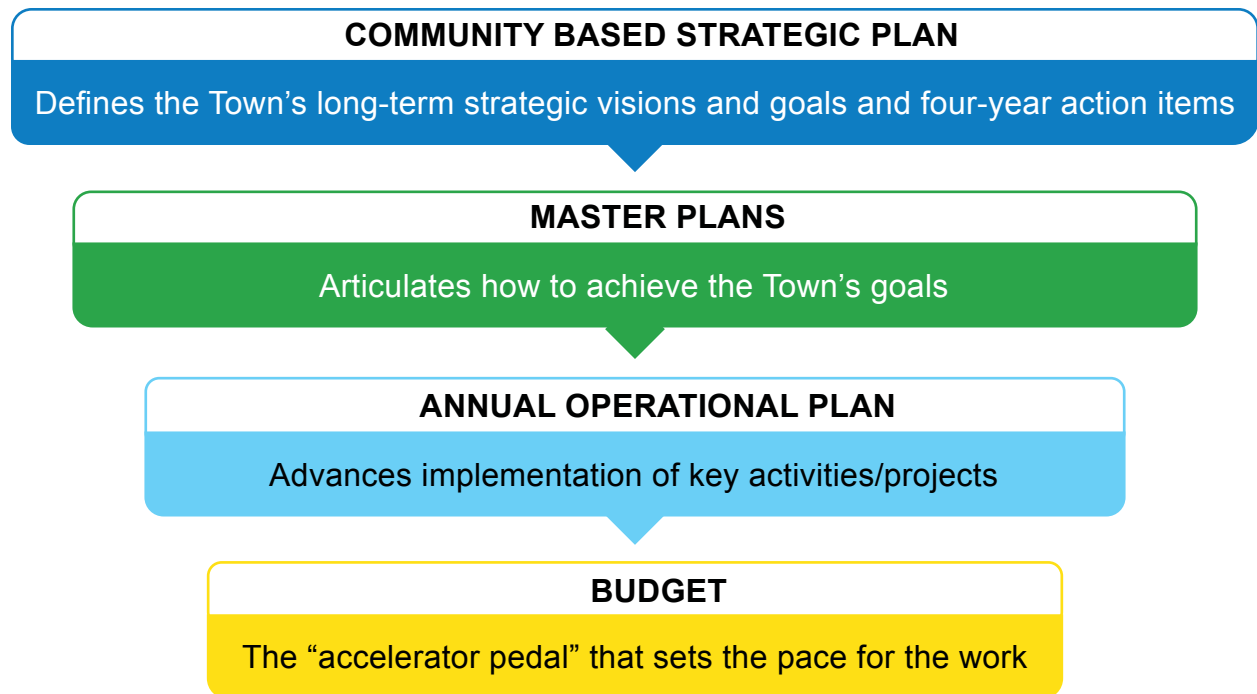 COMMUNITY BASED STRATEGIC PLAN
Defines the Town’s long-term strategic visions and goals and four-year action items
MASTER PLANS
Articulates how to achieve the Town’s goals
ANNUAL OPERATIONAL PLAN
Advances implementation of key activities/projects
BUDGET
The “accelerator pedal” that sets the pace for the work